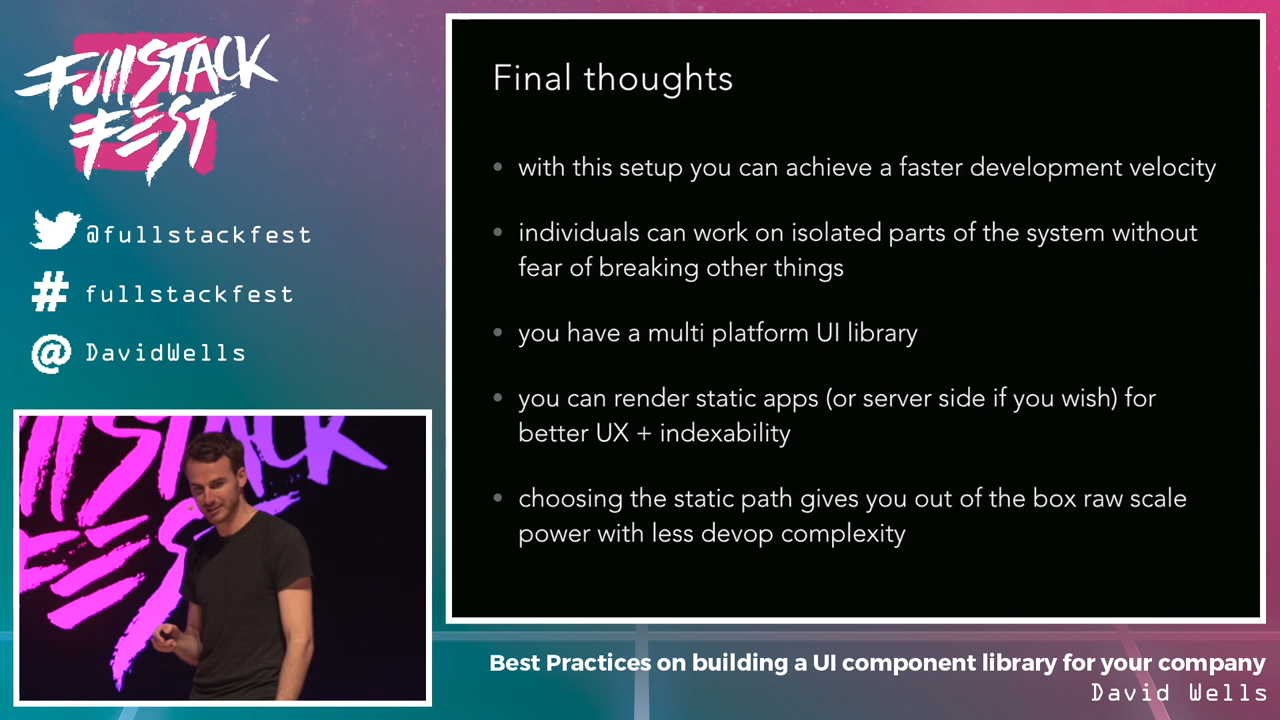 FullSTACK
FEST
@fullstackfest
# fullstackfest
@ DavidWells
Final thoughts
• with this setup you can achieve a faster development velocity
• individuals can work on isolated parts of the system without
fear of breaking other things
• you have a multi platform UI library
• you can render static apps (or server side if you wish) for
better UX + indexability
• choosing the static path gives you out of the box raw scale
power with less devop complexity
Best Practices on building a UI component library for your company
David Wells